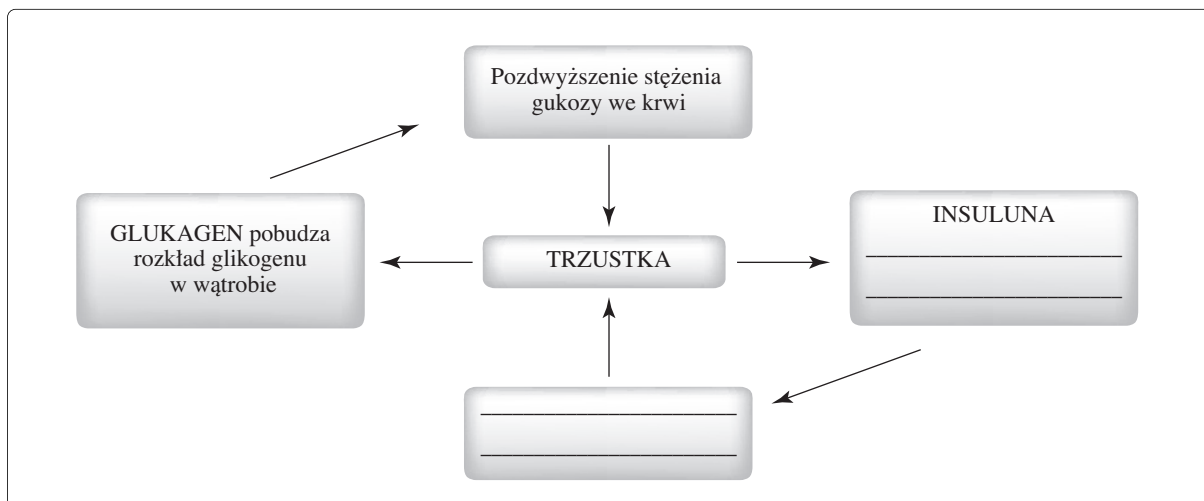 Pozdwyższenie stężenia
gukozy we krwi
GLUKAGEN pobudza
rozkład glikogenu
w wątrobie
TRZUSTKA
INSULUNA